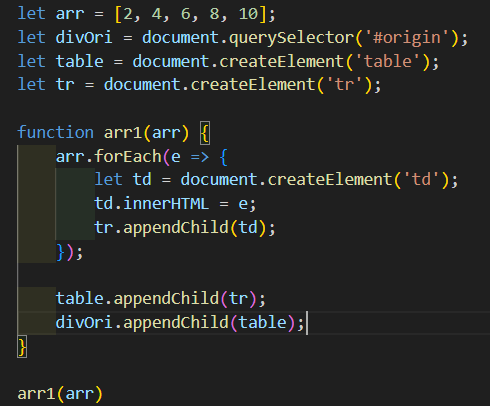 let arr = [2, 4, 6, 8, 10];
let divOri = document.querySelector('#origin');
let table = document.createElement('table');
let tr = document.createElement('tr');

function arr1(arr) {
    arr.forEach(e => {
        let td = document.createElement('td');
        td.innerHTML = e;
        tr.appendChild(td);
    });

    table.appendChild(tr);
    divOri.appendChild(table);
}

arr1(arr)